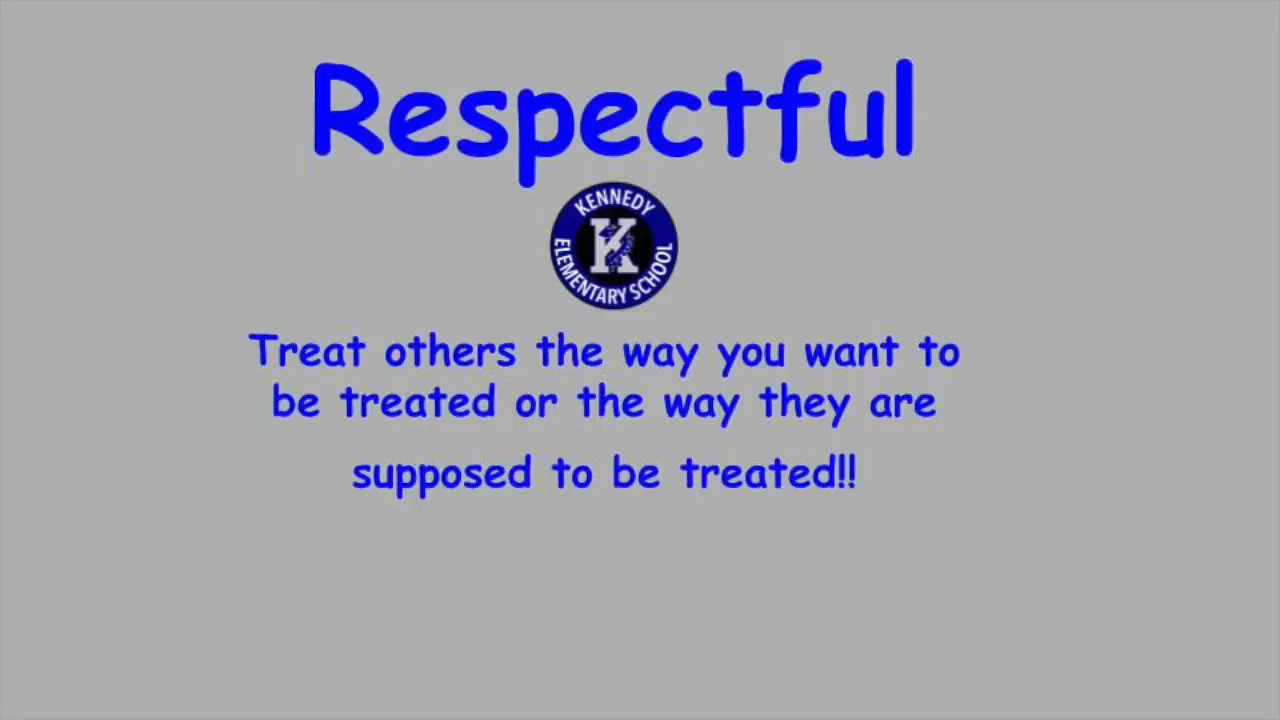 Respectful
KENNEDY
K
ELEMENTARY SCHOOL
Treat others the way you want to
be treated or the way they are
supposed to be treated!!